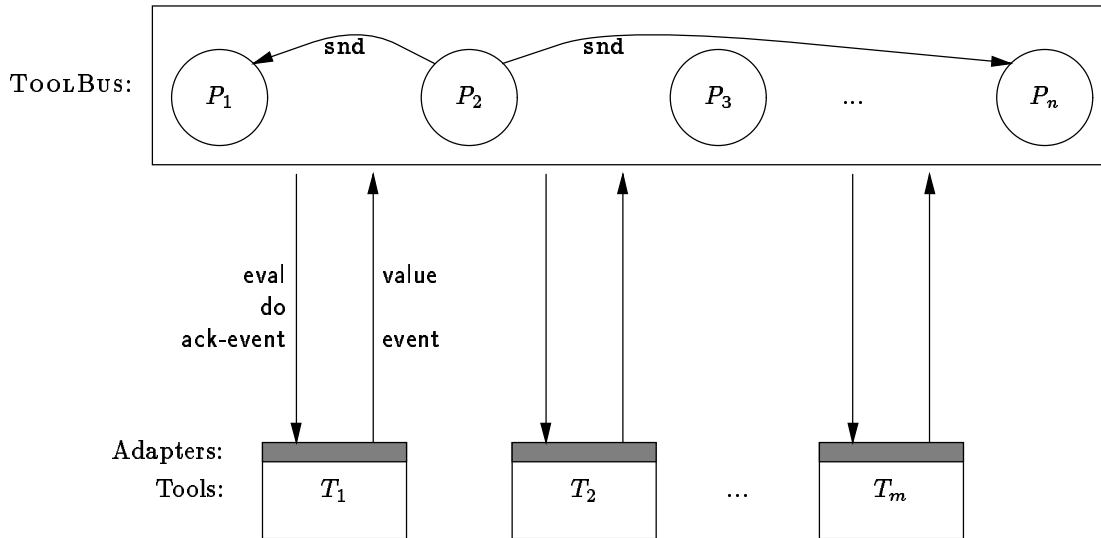 snd snd
TOOLBUS: P1 P2 P3 ... Pn
eval value
do
ack-event event
Adapters:
Tools: T1 T2 ... Tm